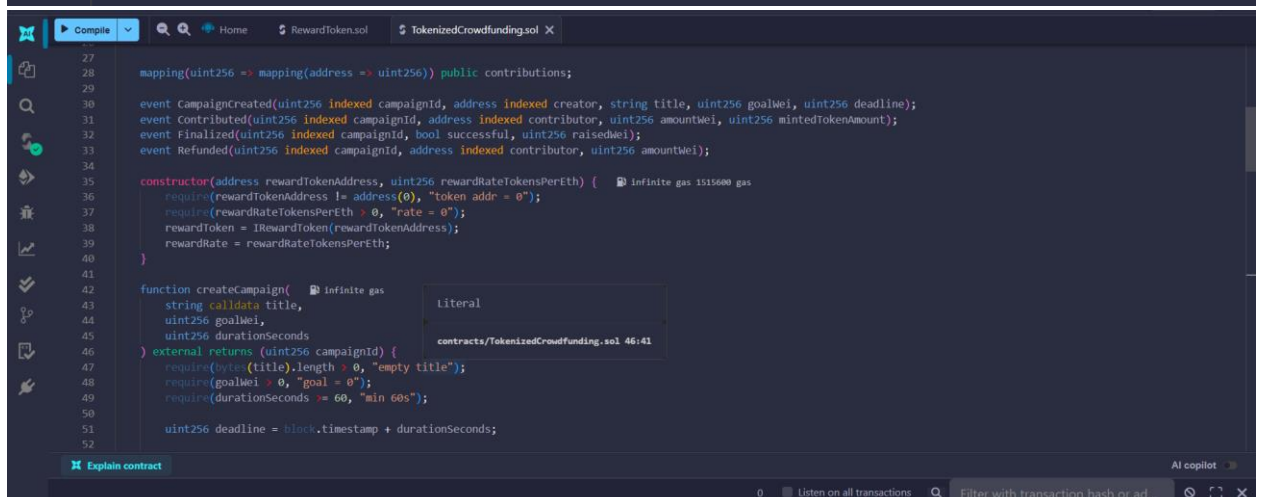 Compile
Home
RewardToken.sol
TokenizedCrowdfunding.sol
27
28 mapping(uint256 => mapping(address => uint256)) public contributions;
29
30 event CampaignCreated(uint256 indexed campaignId, address indexed creator, string title, uint256 goalWei, uint256 deadline);
31 event Contributed(uint256 indexed campaignId, address indexed contributor, uint256 amountWei, uint256 mintedTokenAmount);
32 event Finalized(uint256 indexed campaignId, bool successful, uint256 raisedWei);
33 event Refunded(uint256 indexed campaignId, address indexed contributor, uint256 amountWei);
34
35 constructor(address rewardTokenAddress, uint256 rewardRateTokensPerEth) { infinite gas 1515600 gas
36 require(rewardTokenAddress != address(0), "token addr = 0");
37 require(rewardRateTokensPerEth > 0, "rate = 0");
38 rewardToken = IRewardToken(rewardTokenAddress);
39 rewardRate = rewardRateTokensPerEth;
40 }
41
42 function createCampaign( infinite gas
43 string calldata title,
44 uint256 goalWei,
45 uint256 durationSeconds
46 ) external returns (uint256 campaignId) {
47 require(bytes(title).length > 0, "empty title");
48 require(goalWei > 0, "goal = 0");
49 require(durationSeconds >= 60, "min 60s");
50
51 uint256 deadline = block.timestamp + durationSeconds;
52
Literal
contracts/TokenizedCrowdfunding.sol 46:41
Explain contract
AI copilot
0
Listen on all transactions
Filter with transaction hash or ad